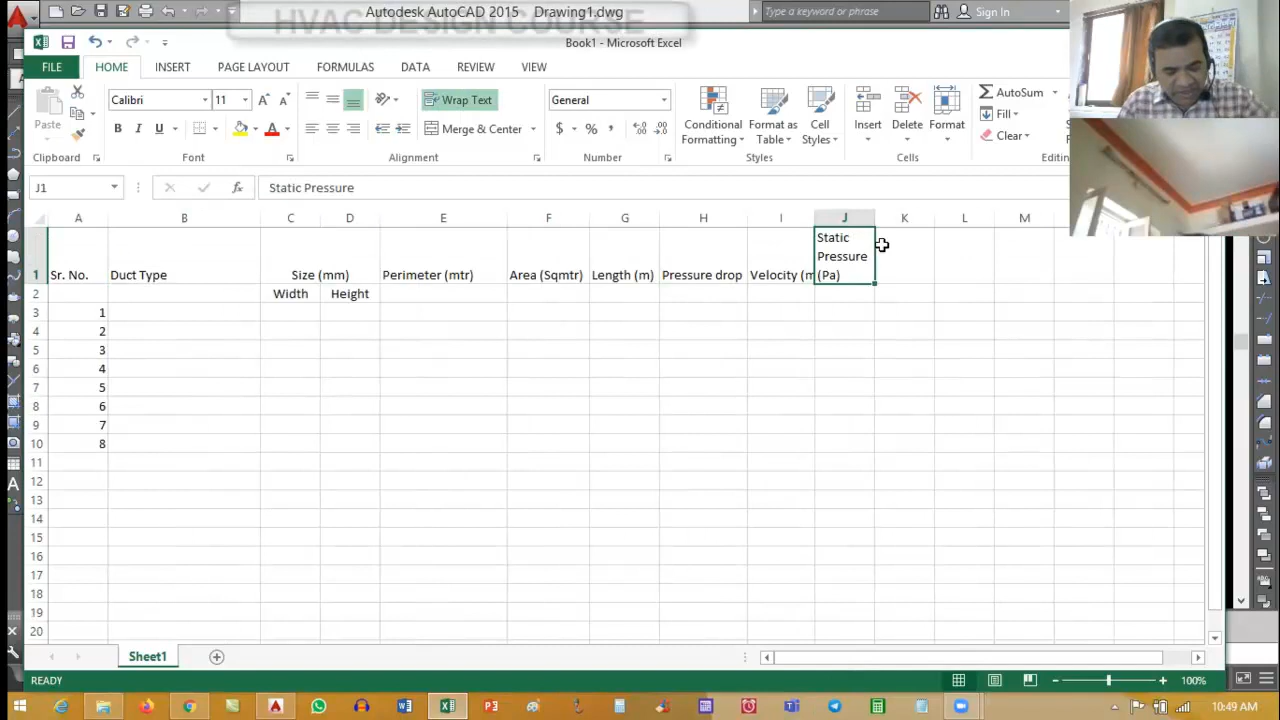 Autodesk AutoCAD 2015 Drawing1.dwg
Type a keyword or phrase
Sign In
HVAC DESIGN COURSE
Book1 - Microsoft Excel
FILE HOME INSERT PAGE LAYOUT FORMULAS DATA REVIEW VIEW
Paste
Calibri 11
B I U
Wrap Text
Merge & Center
General
$ % ,
Conditional Formatting
Format as Table
Cell Styles
Insert
Delete
Format
AutoSum
Fill
Clear
Clipboard Font Alignment Number Styles Cells Editin
J1 fx Static Pressure
A B C D E F G H I J K L M
1 Sr. No. Duct Type Size (mm) Perimeter (mtr) Area (Sqmtr) Length (m) Pressure drop Velocity (m Static Pressure (Pa)
2 Width Height
3 1
4 2
5 3
6 4
7 5
8 6
9 7
10 8
11
12
13
14
15
16
17
18
19
20
Sheet1
READY 100%
10:49 AM